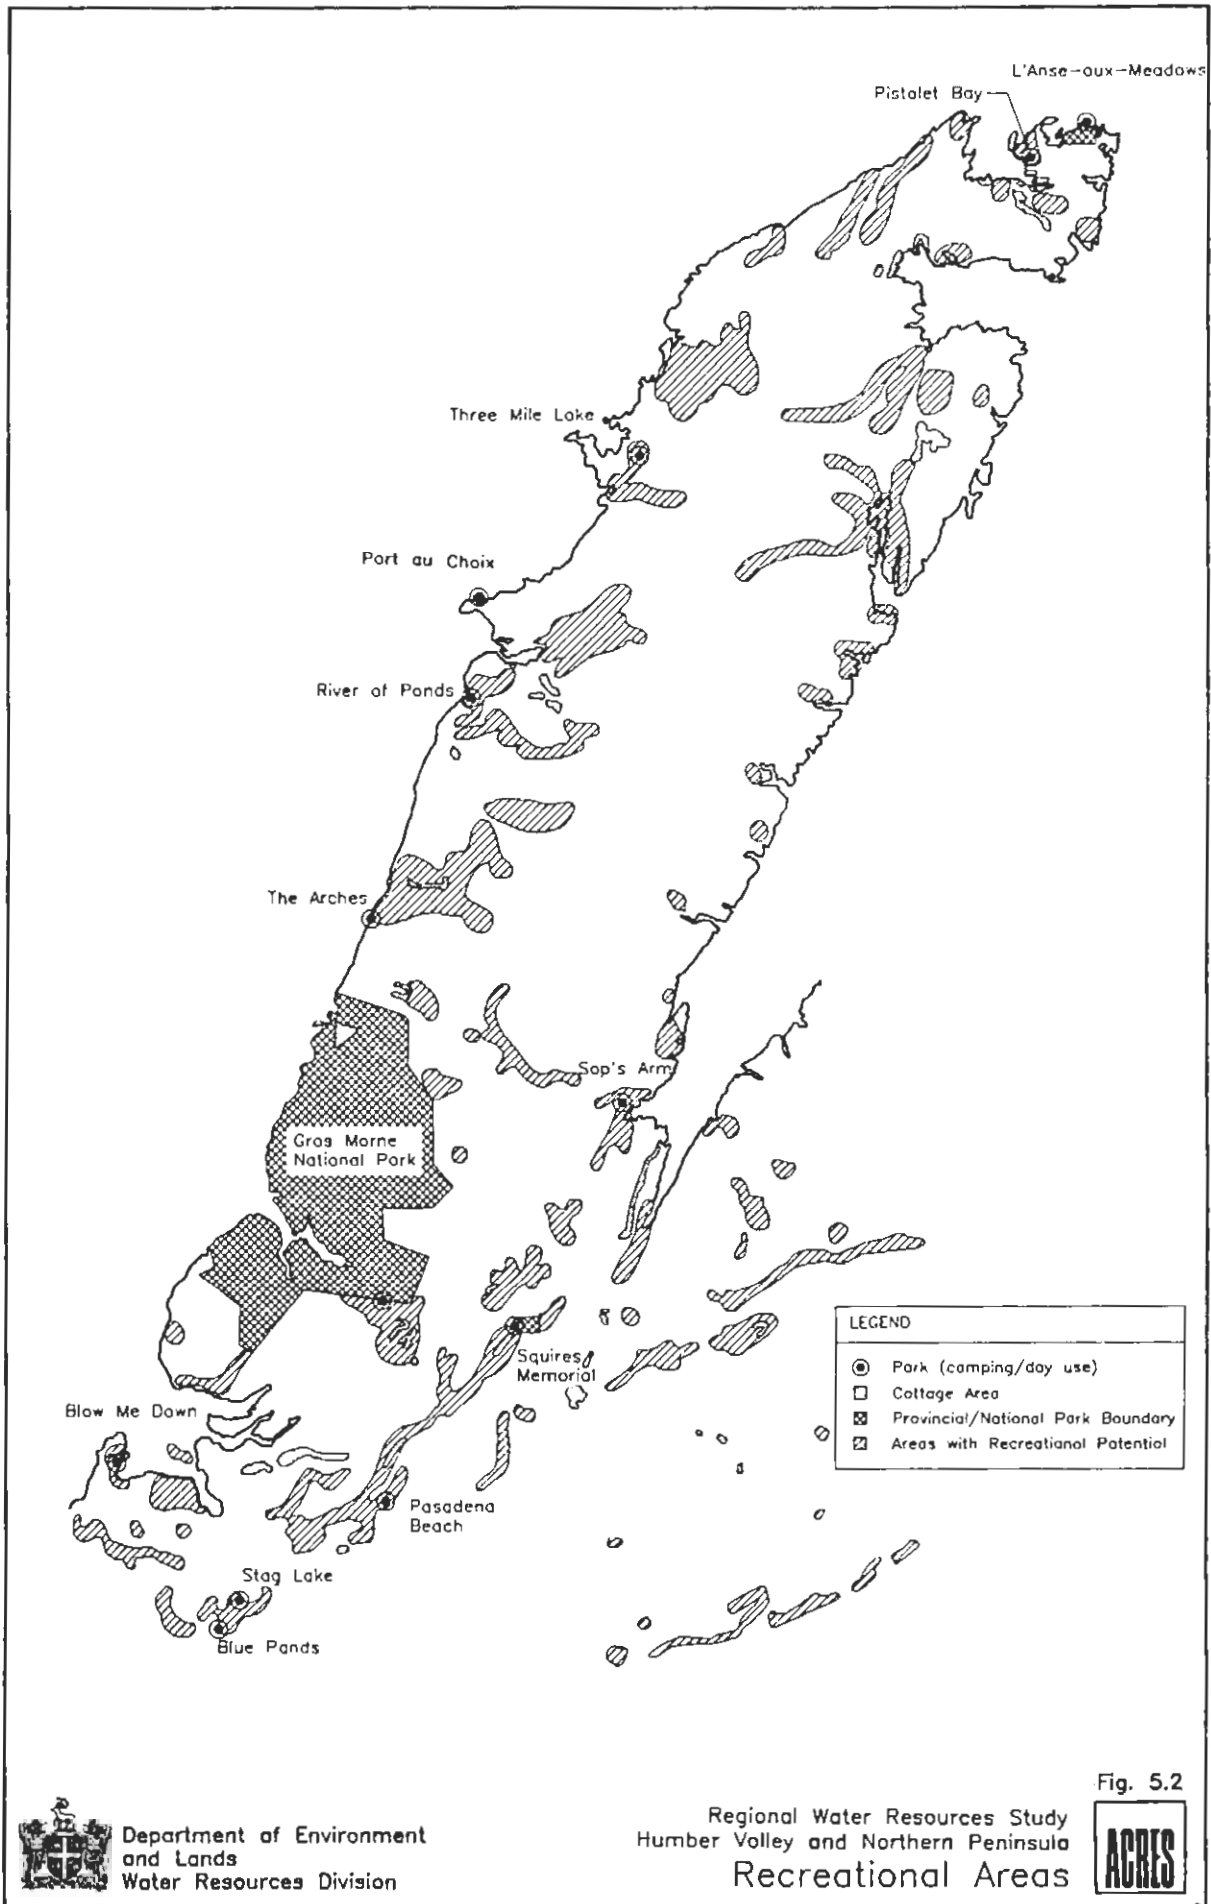 L'Anse-aux-Meadows
Pistolet Bay
Three Mile Lake
Port au Choix
River of Ponds
The Arches
Sop's Arm
Gros Morne
National Park
Squires
Memorial
LEGEND
Park (camping/day use)
Cottage Area
Provincial/National Park Boundary
Areas with Recreational Potential
Blow Me Down
Pasadena
Beach
Stag Lake
Blue Ponds
Fig. 5.2
Department of Environment
and Lands
Water Resources Division
Regional Water Resources Study
Humber Valley and Northern Peninsula
Recreational Areas
ACRES